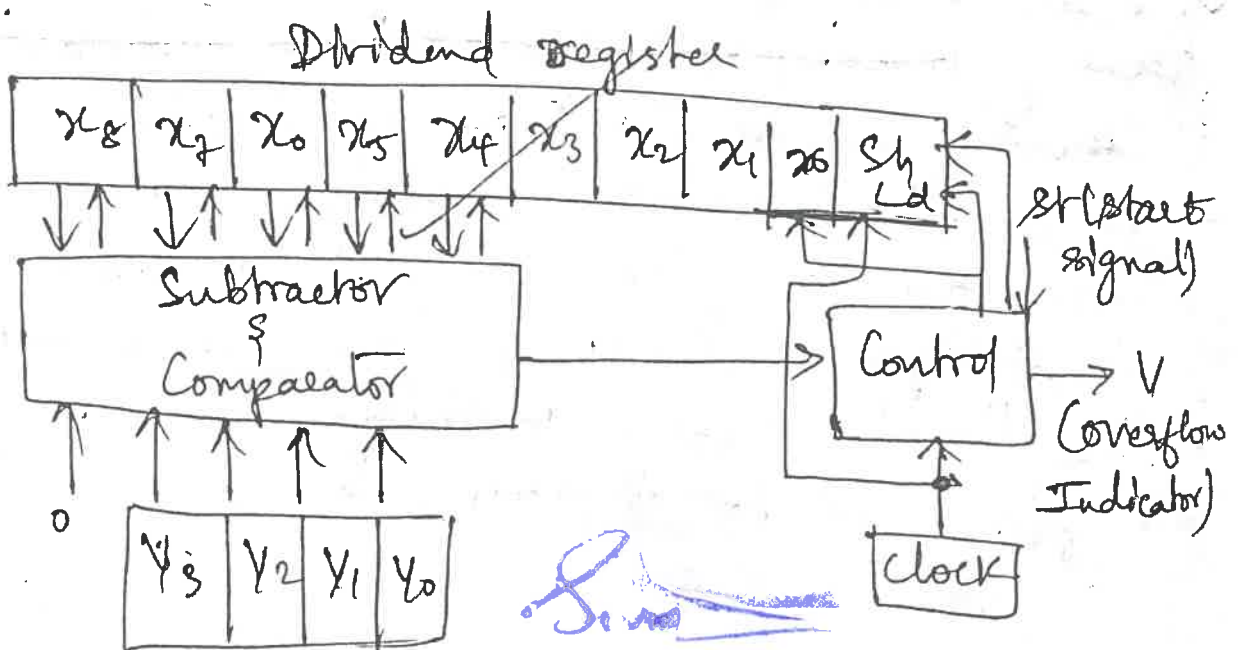 Dividend register
x8 x7 x0 x5 x4 x3 x2 x1 x0 Sh
Ld
St (start
signal)
Subtractor
&
Comparator
Control
V
(overflow
Indicator)
0
Y3 Y2 Y1 Y0
Clock